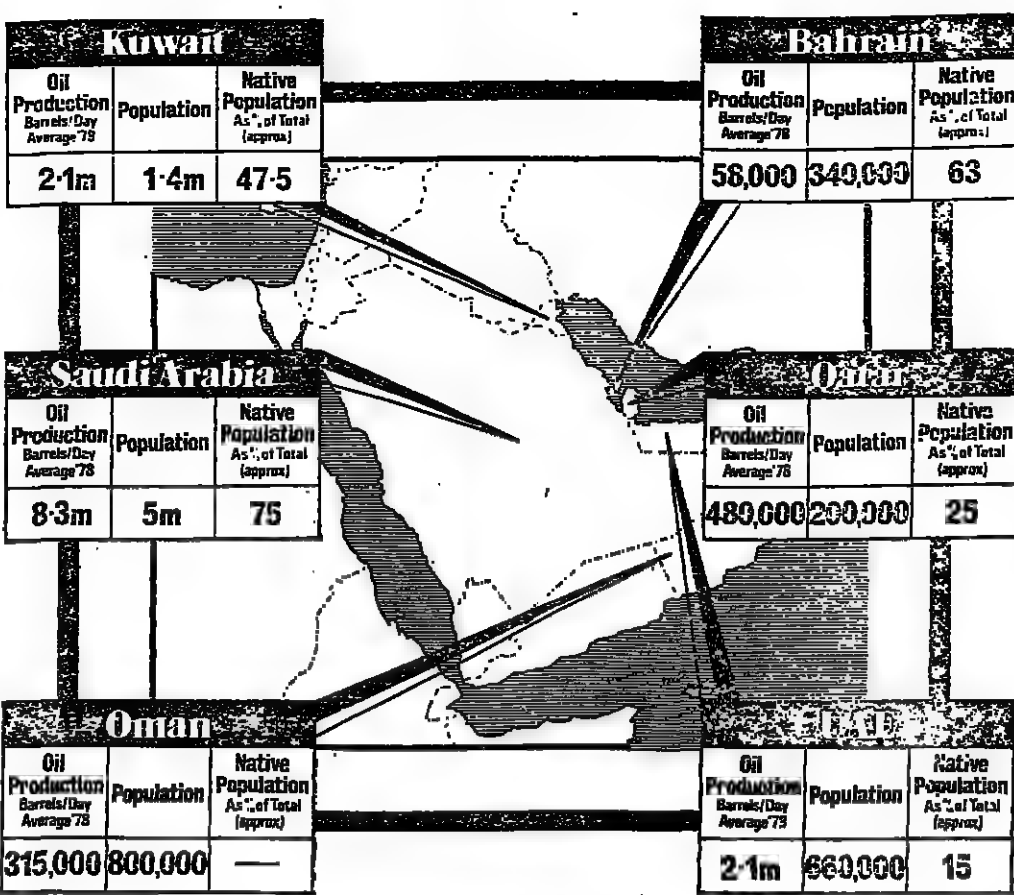 Kuwait
Oil Production Barrels/Day Average'78
Population
Native Population As % of Total (approx)
2·1m 1·4m 47·5
Bahrain
Oil Production Barrels/Day Average'78
Population
Native Population As % of Total (approx)
58,000 340,000 63
Saudi Arabia
Oil Production Barrels/Day Average'78
Population
Native Population As % of Total (approx)
8·3m 5m 75
Qatar
Oil Production Barrels/Day Average'78
Population
Native Population As % of Total (approx)
480,000 200,000 25
Oman
Oil Production Barrels/Day Average'78
Population
Native Population As % of Total (approx)
315,000 800,000 —
Oil Production Barrels/Day Average'78
Population
Native Population As % of Total (approx)
2·1m 660,000 15